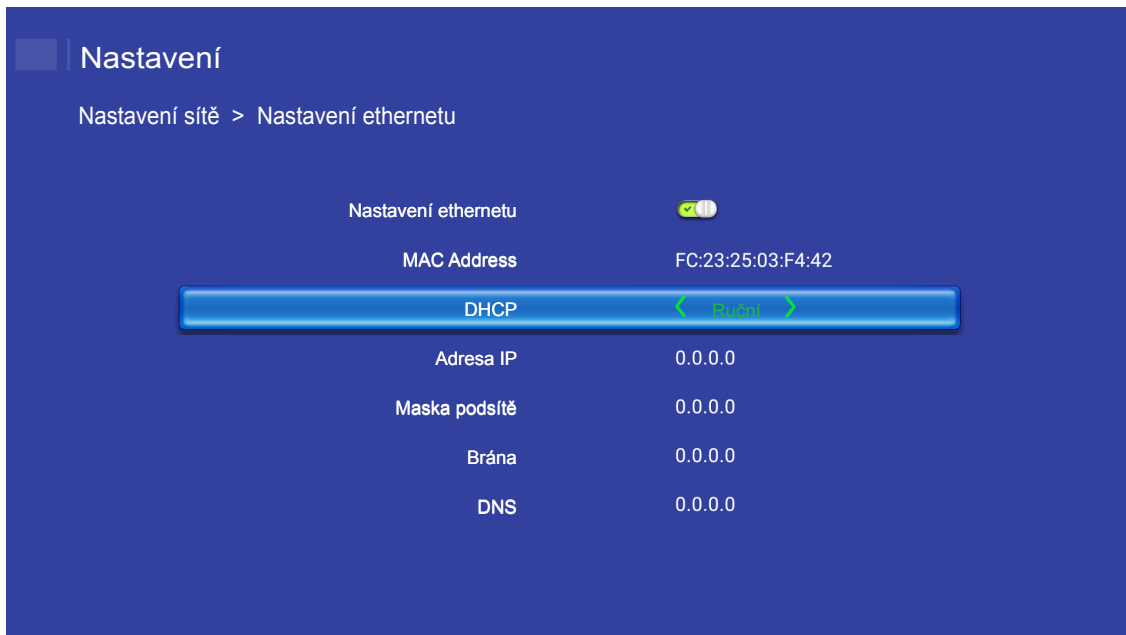 Nastavení
Nastavení sítě > Nastavení ethernetu
Nastavení ethernetu
MAC Address FC:23:25:03:F4:42
DHCP Ruční
Adresa IP 0.0.0.0
Maska podsítě 0.0.0.0
Brána 0.0.0.0
DNS 0.0.0.0